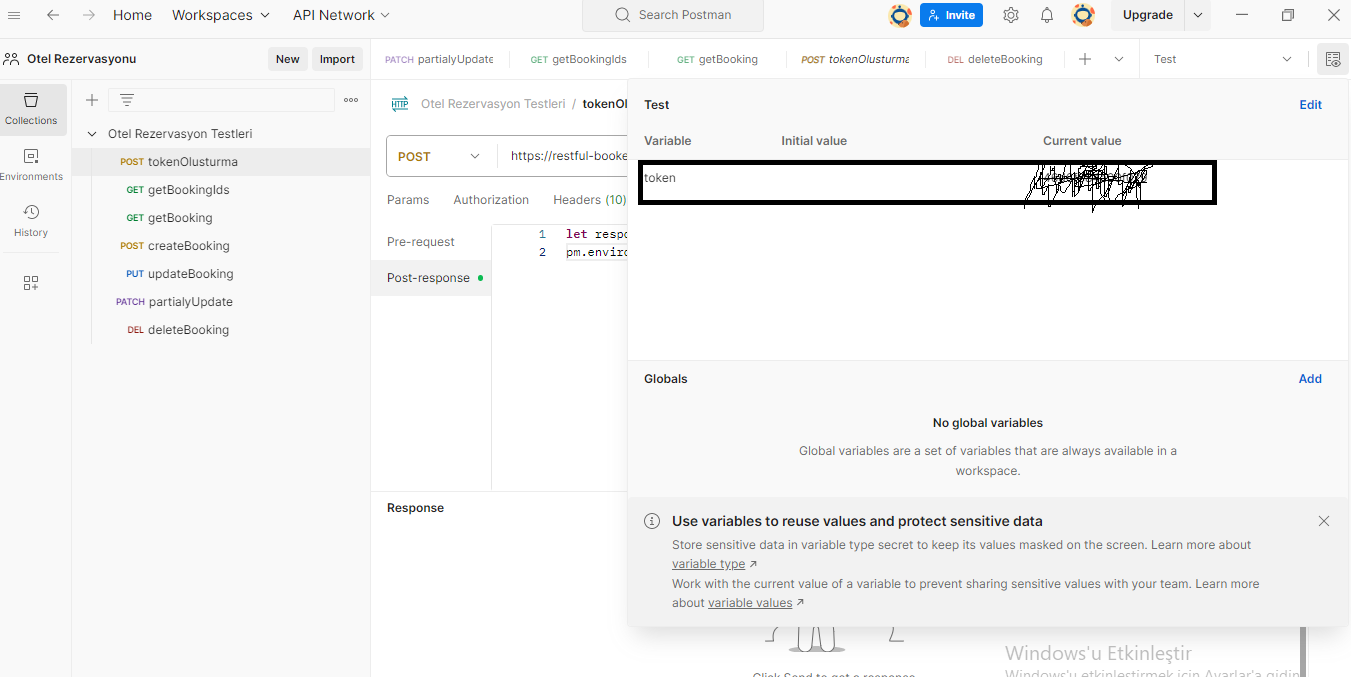 Home Workspaces API Network Search Postman Invite Upgrade
Otel Rezervasyonu New Import PATCH partialyUpdate GET getBookingIds GET getBooking POST tokenOlusturma DEL deleteBooking Test
Collections
Environments
History
Otel Rezervasyon Testleri
POST tokenOlusturma
GET getBookingIds
GET getBooking
POST createBooking
PUT updateBooking
PATCH partialyUpdate
DEL deleteBooking
HTTP Otel Rezervasyon Testleri / tokenOl
POST https://restful-booke
Params Authorization Headers (10)
Pre-request
Post-response
1 let respo
2 pm.enviro
Response
Test Edit
Variable Initial value Current value
token
Globals Add
No global variables
Global variables are a set of variables that are always available in a
workspace.
Use variables to reuse values and protect sensitive data
Store sensitive data in variable type secret to keep its values masked on the screen. Learn more about
variable type ↗
Work with the current value of a variable to prevent sharing sensitive values with your team. Learn more
about variable values ↗
Click Send to get a response
Windows'u Etkinleştir
Windows'u etkinleştirmek için Ayarlar'a gidin